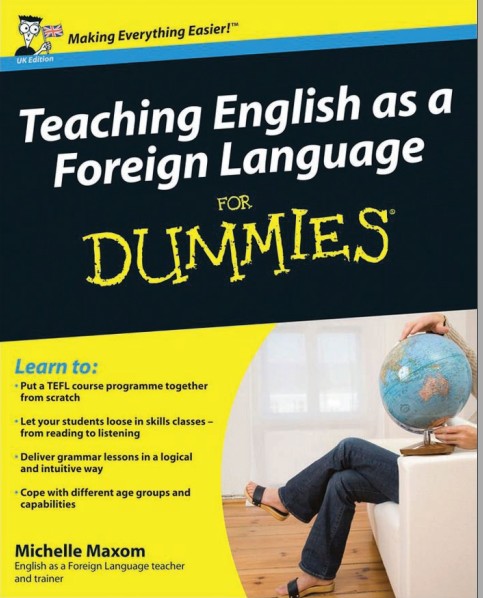 Making Everything Easier!™
UK Edition
Teaching English as a
Foreign Language
FOR
DUMMIES®
Learn to:
• Put a TEFL course programme together
from scratch
• Let your students loose in skills classes –
from reading to listening
• Deliver grammar lessons in a logical
and intuitive way
• Cope with different age groups and
capabilities
Michelle Maxom
English as a Foreign Language teacher
and trainer